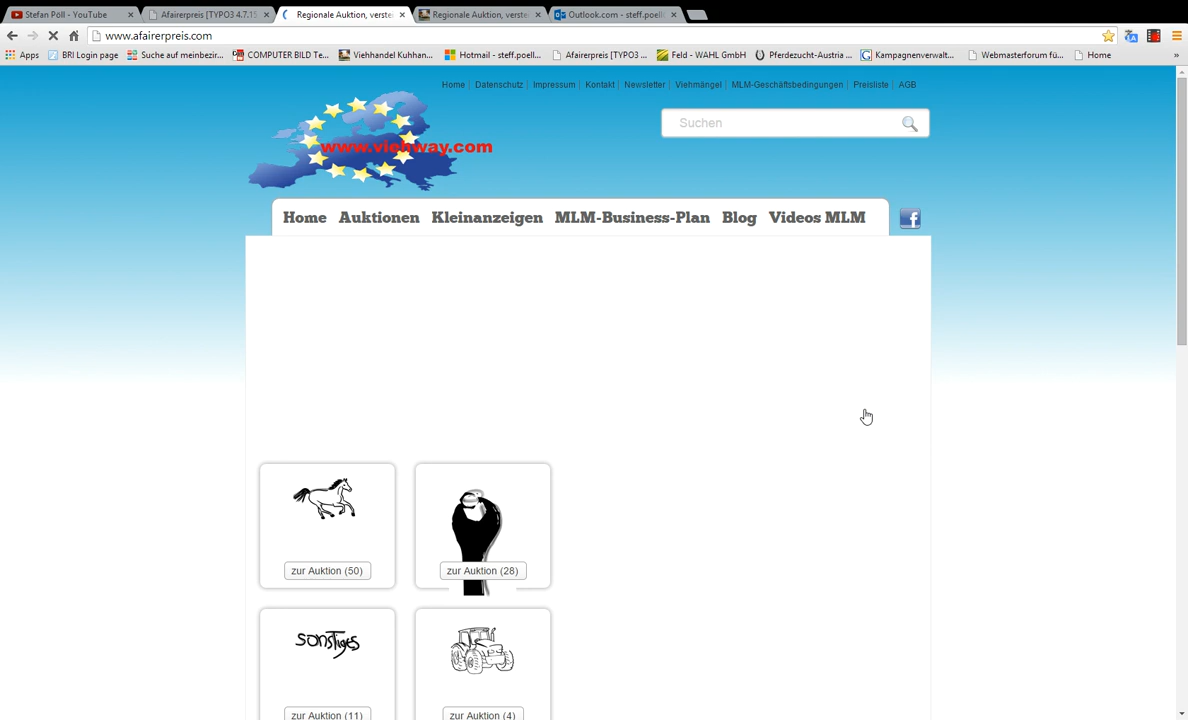 Stefan Pöll - YouTube
Afairerpreis [TYPO3 4.7.15
Regionale Auktion, verste
Regionale Auktion, verste
Outlook.com - steff.poell
www.afairerpreis.com
Apps
BRI Login page
Suche auf meinbezir...
COMPUTER BILD Te...
Viehhandel Kuhhan...
Hotmail - steff.poell...
Afairerpreis [TYPO3 ...
Feld – WAHL GmbH
Pferdezucht-Austria ...
Kampagnenverwalt...
Webmasterforum fü...
Home
»
Home
Datenschutz
Impressum
Kontakt
Newsletter
Viehmängel
MLM-Geschäftsbedingungen
Preisliste
AGB
Suchen
www.viehway.com
Home
Auktionen
Kleinanzeigen
MLM-Business-Plan
Blog
Videos MLM
zur Auktion (50)
zur Auktion (28)
sonstiges
zur Auktion (11)
zur Auktion (4)